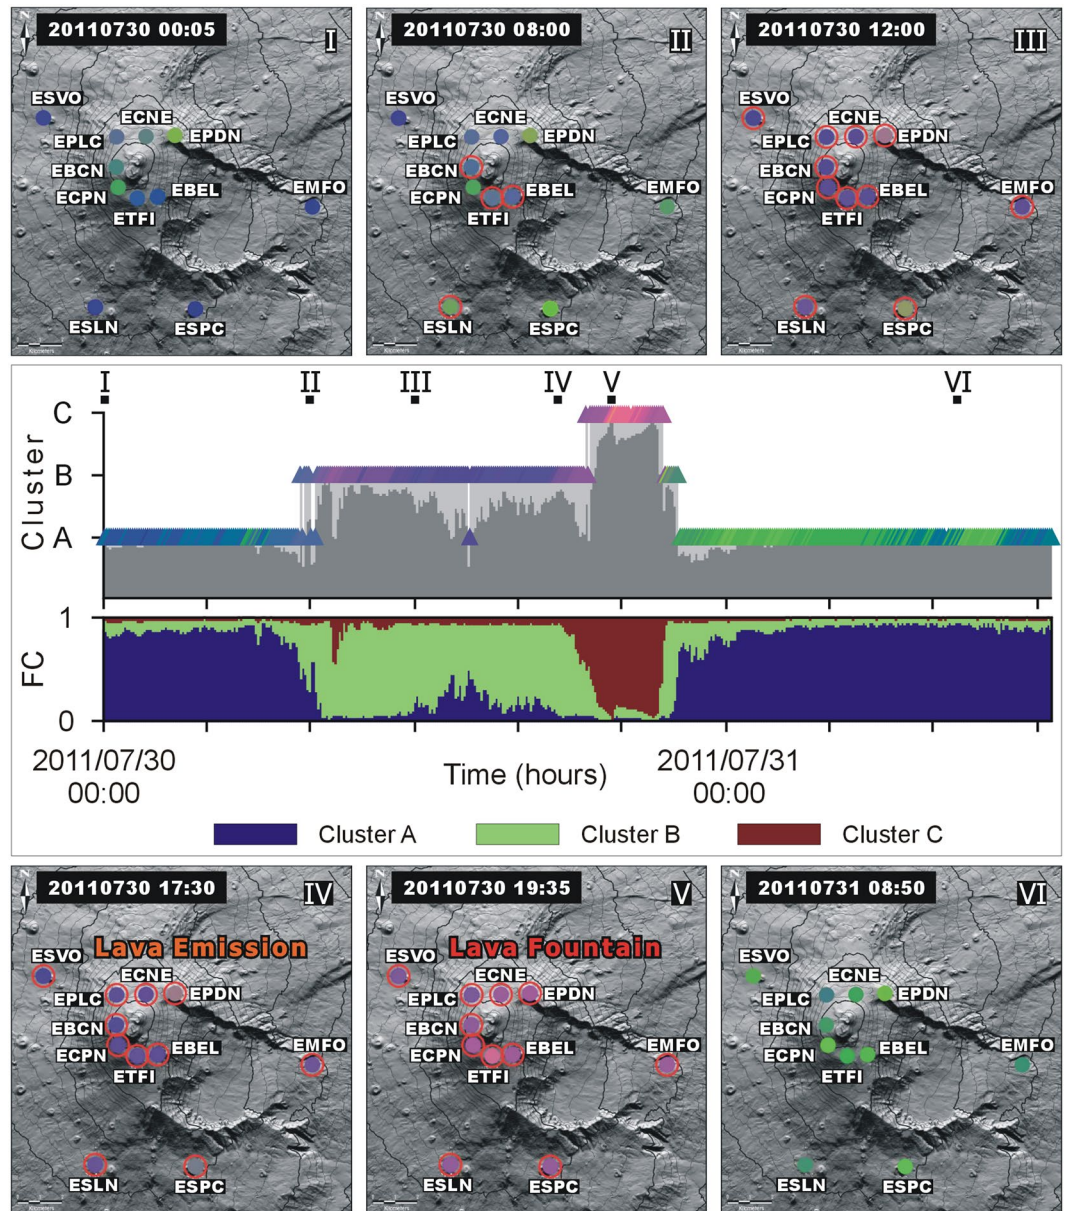 20110730 00:05
I
N
ESVO
ECNE
EPLC
EPDN
EBCN
ECPN
EBEL
ETFI
EMFO
ESLN
ESPC
Kilometers
20110730 08:00
II
N
ESVO
ECNE
EPLC
EPDN
EBCN
ECPN
EBEL
ETFI
EMFO
ESLN
ESPC
Kilometers
20110730 12:00
III
N
ESVO
ECNE
EPLC
EPDN
EBCN
ECPN
EBEL
ETFI
EMFO
ESLN
ESPC
Kilometers
I II III IV V VI
C
B
A
Cluster
1
0
FC
2011/07/30
00:00
Time (hours)
2011/07/31
00:00
Cluster A Cluster B Cluster C
20110730 17:30
IV
N
Lava Emission
ESVO
ECNE
EPLC
EPDN
EBCN
ECPN
EBEL
ETFI
EMFO
ESLN
ESPC
Kilometers
20110730 19:35
V
N
Lava Fountain
ESVO
ECNE
EPLC
EPDN
EBCN
ECPN
EBEL
ETFI
EMFO
ESLN
ESPC
Kilometers
20110731 08:50
VI
N
ESVO
ECNE
EPLC
EPDN
EBCN
ECPN
EBEL
ETFI
EMFO
ESLN
ESPC
Kilometers